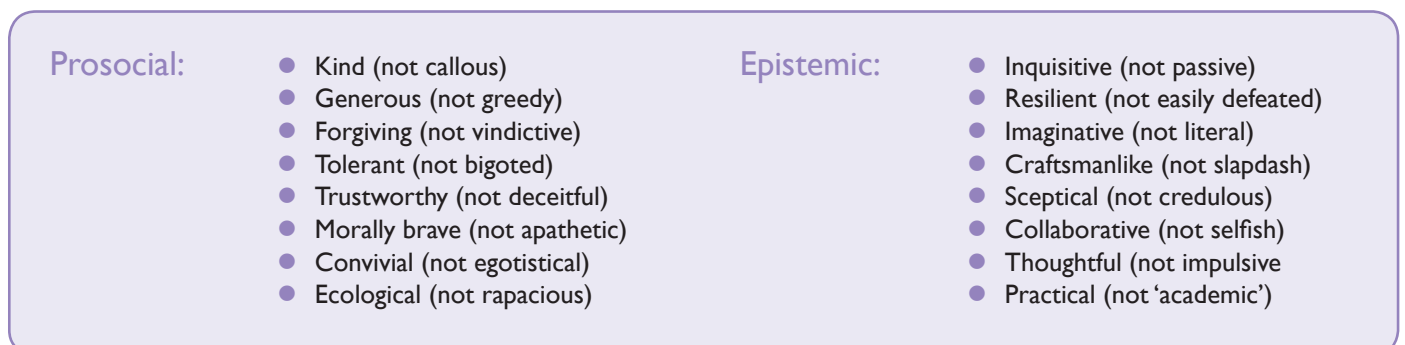 Prosocial:
● Kind (not callous)
● Generous (not greedy)
● Forgiving (not vindictive)
● Tolerant (not bigoted)
● Trustworthy (not deceitful)
● Morally brave (not apathetic)
● Convivial (not egotistical)
● Ecological (not rapacious)
Epistemic:
● Inquisitive (not passive)
● Resilient (not easily defeated)
● Imaginative (not literal)
● Craftsmanlike (not slapdash)
● Sceptical (not credulous)
● Collaborative (not selfish)
● Thoughtful (not impulsive
● Practical (not ‘academic’)